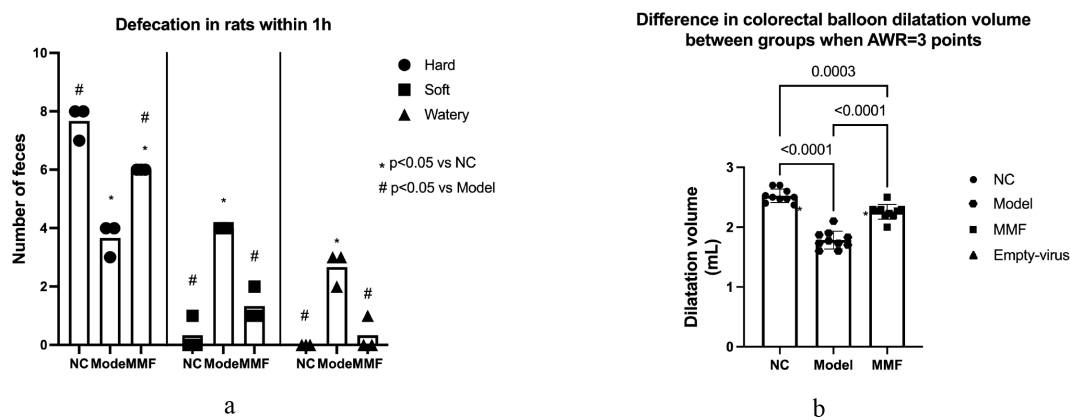 Defecation in rats within 1h
10
8
6
4
2
0
Number of feces
#
*
#
*
#
*
#
#
*
#
Hard
Soft
Watery
* p<0.05 vs NC
# p<0.05 vs Model
NC ModeMMF
NC ModeMMF
NC ModeMMF
a
Difference in colorectal balloon dilatation volume
between groups when AWR=3 points
0.0003
<0.0001
<0.0001
3
2
1
0
Dilatation volume
(mL)
*
*
NC
Model
MMF
Empty-virus
NC Model MMF
b